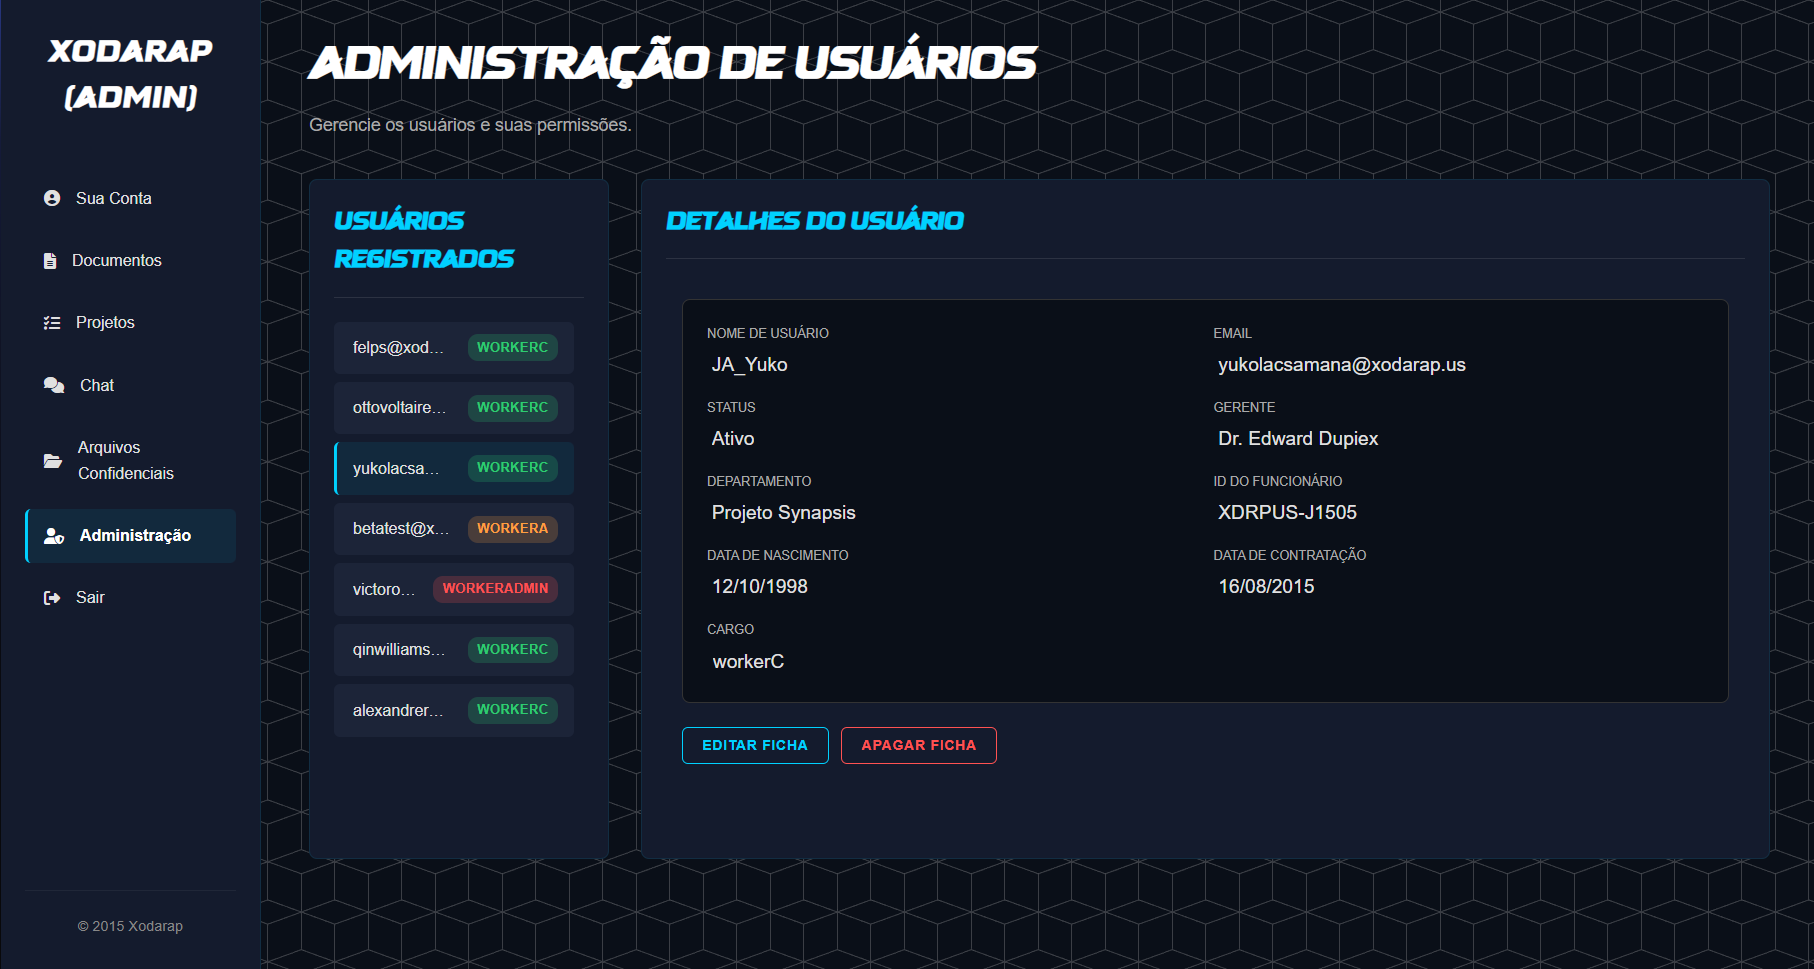 XODARAP
(ADMIN)
Sua Conta
Documentos
Projetos
Chat
Arquivos
Confidenciais
Administração
Sair
© 2015 Xodarap
ADMINISTRAÇÃO DE USUÁRIOS
Gerencie os usuários e suas permissões.
USUÁRIOS
REGISTRADOS
felps@xod... WORKERC
ottovoltaire... WORKERC
yukolacsa... WORKERC
betatest@x... WORKERA
victoro... WORKERADMIN
qinwilliams... WORKERC
alexandrer... WORKERC
DETALHES DO USUÁRIO
NOME DE USUÁRIO
JA_Yuko
EMAIL
yukolacsamana@xodarap.us
STATUS
Ativo
GERENTE
Dr. Edward Dupiex
DEPARTAMENTO
Projeto Synapsis
ID DO FUNCIONÁRIO
XDRPUS-J1505
DATA DE NASCIMENTO
12/10/1998
DATA DE CONTRATAÇÃO
16/08/2015
CARGO
workerC
EDITAR FICHA
APAGAR FICHA